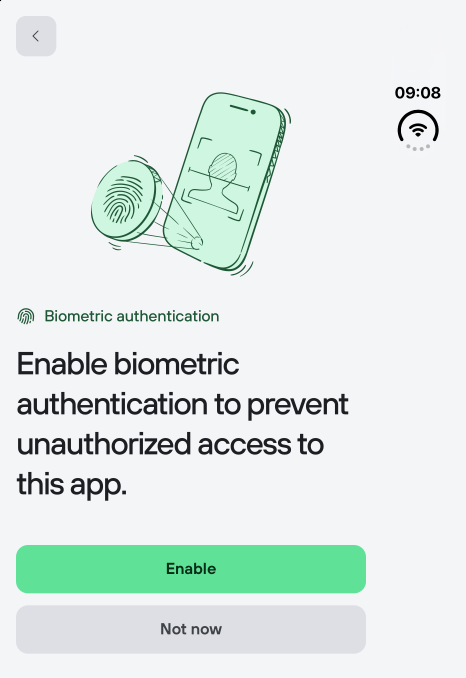 09:08
Biometric authentication
Enable biometric
authentication to prevent
unauthorized access to
this app.
Enable
Not now